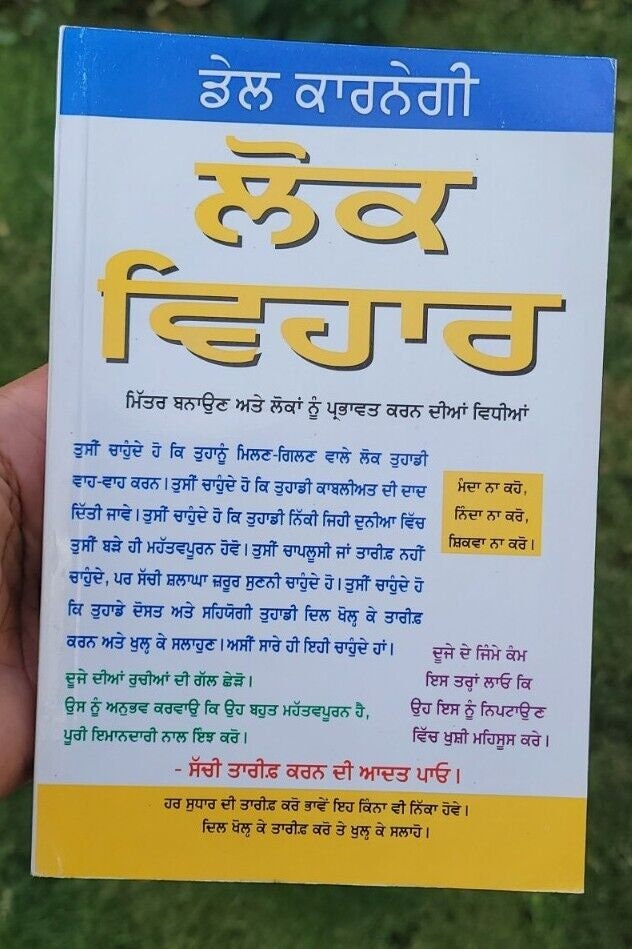 ਡੇਲ ਕਾਰਨੇਗੀ
ਲੋਕ
ਵਿਹਾਰ
ਮਿੱਤਰ ਬਨਾਉਣ ਅਤੇ ਲੋਕਾਂ ਨੂੰ ਪ੍ਰਭਾਵਤ ਕਰਨ ਦੀਆਂ ਵਿਧੀਆਂ
ਤੁਸੀਂ ਚਾਹੁੰਦੇ ਹੋ ਕਿ ਤੁਹਾਨੂੰ ਮਿਲਣ-ਗਿਲਣ ਵਾਲੇ ਲੋਕ ਤੁਹਾਡੀ
ਵਾਹ-ਵਾਹ ਕਰਨ। ਤੁਸੀਂ ਚਾਹੁੰਦੇ ਹੋ ਕਿ ਤੁਹਾਡੀ ਕਾਬਲੀਅਤ ਦੀ ਦਾਦ
ਦਿੱਤੀ ਜਾਵੇ। ਤੁਸੀਂ ਚਾਹੁੰਦੇ ਹੋ ਕਿ ਤੁਹਾਡੀ ਨਿੱਕੀ ਜਿਹੀ ਦੁਨੀਆ ਵਿੱਚ
ਤੁਸੀਂ ਬੜੇ ਹੀ ਮਹੱਤਵਪੂਰਨ ਹੋਵੋ। ਤੁਸੀਂ ਚਾਪਲੂਸੀ ਜਾਂ ਤਾਰੀਫ਼ ਨਹੀਂ
ਚਾਹੁੰਦੇ, ਪਰ ਸੱਚੀ ਸ਼ਲਾਘਾ ਜ਼ਰੂਰ ਸੁਣਨੀ ਚਾਹੁੰਦੇ ਹੋ। ਤੁਸੀਂ ਚਾਹੁੰਦੇ ਹੋ
ਕਿ ਤੁਹਾਡੇ ਦੋਸਤ ਅਤੇ ਸਹਿਯੋਗੀ ਤੁਹਾਡੀ ਦਿਲ ਖੋਲ੍ਹ ਕੇ ਤਾਰੀਫ਼
ਕਰਨ ਅਤੇ ਖੁਲ੍ਹ ਕੇ ਸਲਾਹੁਣ। ਅਸੀਂ ਸਾਰੇ ਹੀ ਇਹੀ ਚਾਹੁੰਦੇ ਹਾਂ।
ਮੰਦਾ ਨਾ ਕਹੋ,
ਨਿੰਦਾ ਨਾ ਕਰੋ,
ਸ਼ਿਕਵਾ ਨਾ ਕਰੋ।
ਦੂਜੇ ਦੀਆਂ ਰੁਚੀਆਂ ਦੀ ਗੱਲ ਛੇੜੋ।
ਉਸ ਨੂੰ ਅਨੁਭਵ ਕਰਵਾਉ ਕਿ ਉਹ ਬਹੁਤ ਮਹੱਤਵਪੂਰਨ ਹੈ,
ਪੂਰੀ ਇਮਾਨਦਾਰੀ ਨਾਲ ਇੰਝ ਕਰੋ।
ਦੂਜੇ ਦੇ ਜਿੰਮੇ ਕੰਮ
ਇਸ ਤਰ੍ਹਾਂ ਲਾਓ ਕਿ
ਉਹ ਇਸ ਨੂੰ ਨਿਪਟਾਉਣ
ਵਿੱਚ ਖੁਸ਼ੀ ਮਹਿਸੂਸ ਕਰੇ।
- ਸੱਚੀ ਤਾਰੀਫ਼ ਕਰਨ ਦੀ ਆਦਤ ਪਾਓ।
ਹਰ ਸੁਧਾਰ ਦੀ ਤਾਰੀਫ਼ ਕਰੋ ਭਾਵੇਂ ਇਹ ਕਿੰਨਾ ਵੀ ਨਿੱਕਾ ਹੋਵੇ।
ਦਿਲ ਖੋਲ੍ਹ ਕੇ ਤਾਰੀਫ਼ ਕਰੋ ਤੇ ਖੁਲ੍ਹ ਕੇ ਸਲਾਹੋ।